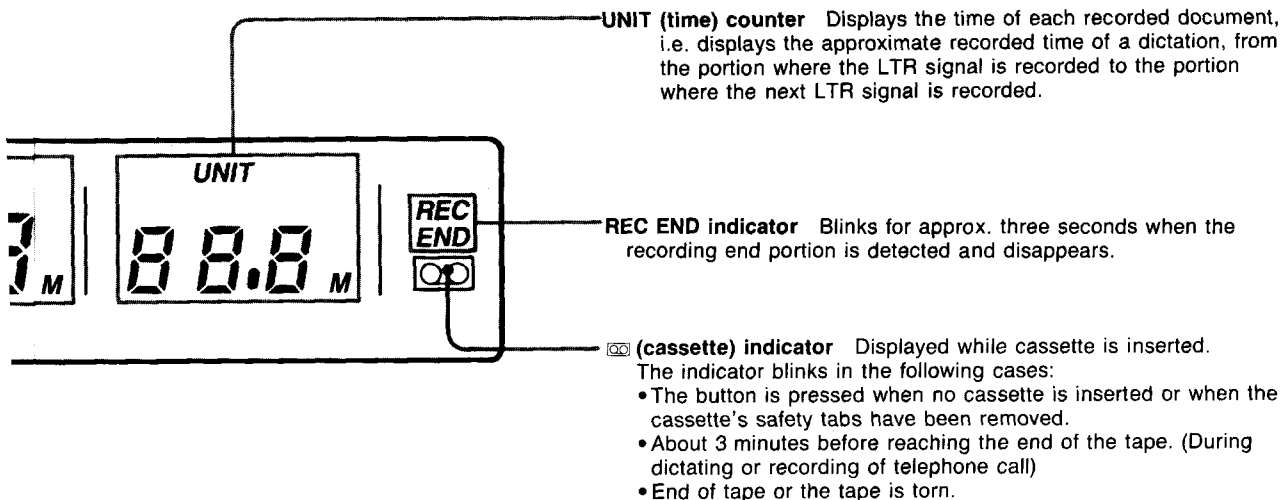 UNIT (time) counter Displays the time of each recorded document,
i.e. displays the approximate recorded time of a dictation, from
the portion where the LTR signal is recorded to the portion
where the next LTR signal is recorded.
UNIT
88.8 M
M
REC
END
REC END indicator Blinks for approx. three seconds when the
recording end portion is detected and disappears.
(cassette) indicator Displayed while cassette is inserted.
The indicator blinks in the following cases:
• The button is pressed when no cassette is inserted or when the
cassette's safety tabs have been removed.
• About 3 minutes before reaching the end of the tape. (During
dictating or recording of telephone call)
• End of tape or the tape is torn.